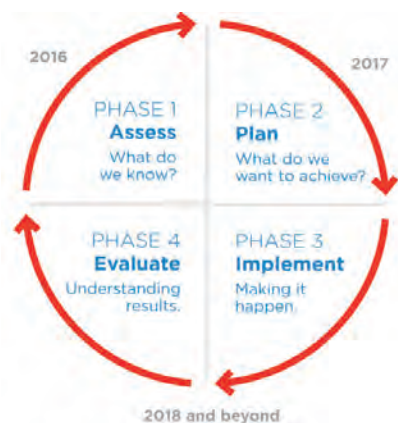 2016
2017
PHASE 1
Assess
What do
we know?
PHASE 2
Plan
What do we
want to achieve?
PHASE 4
Evaluate
Understanding
results.
PHASE 3
Implement
Making it
happen.
2018 and beyond